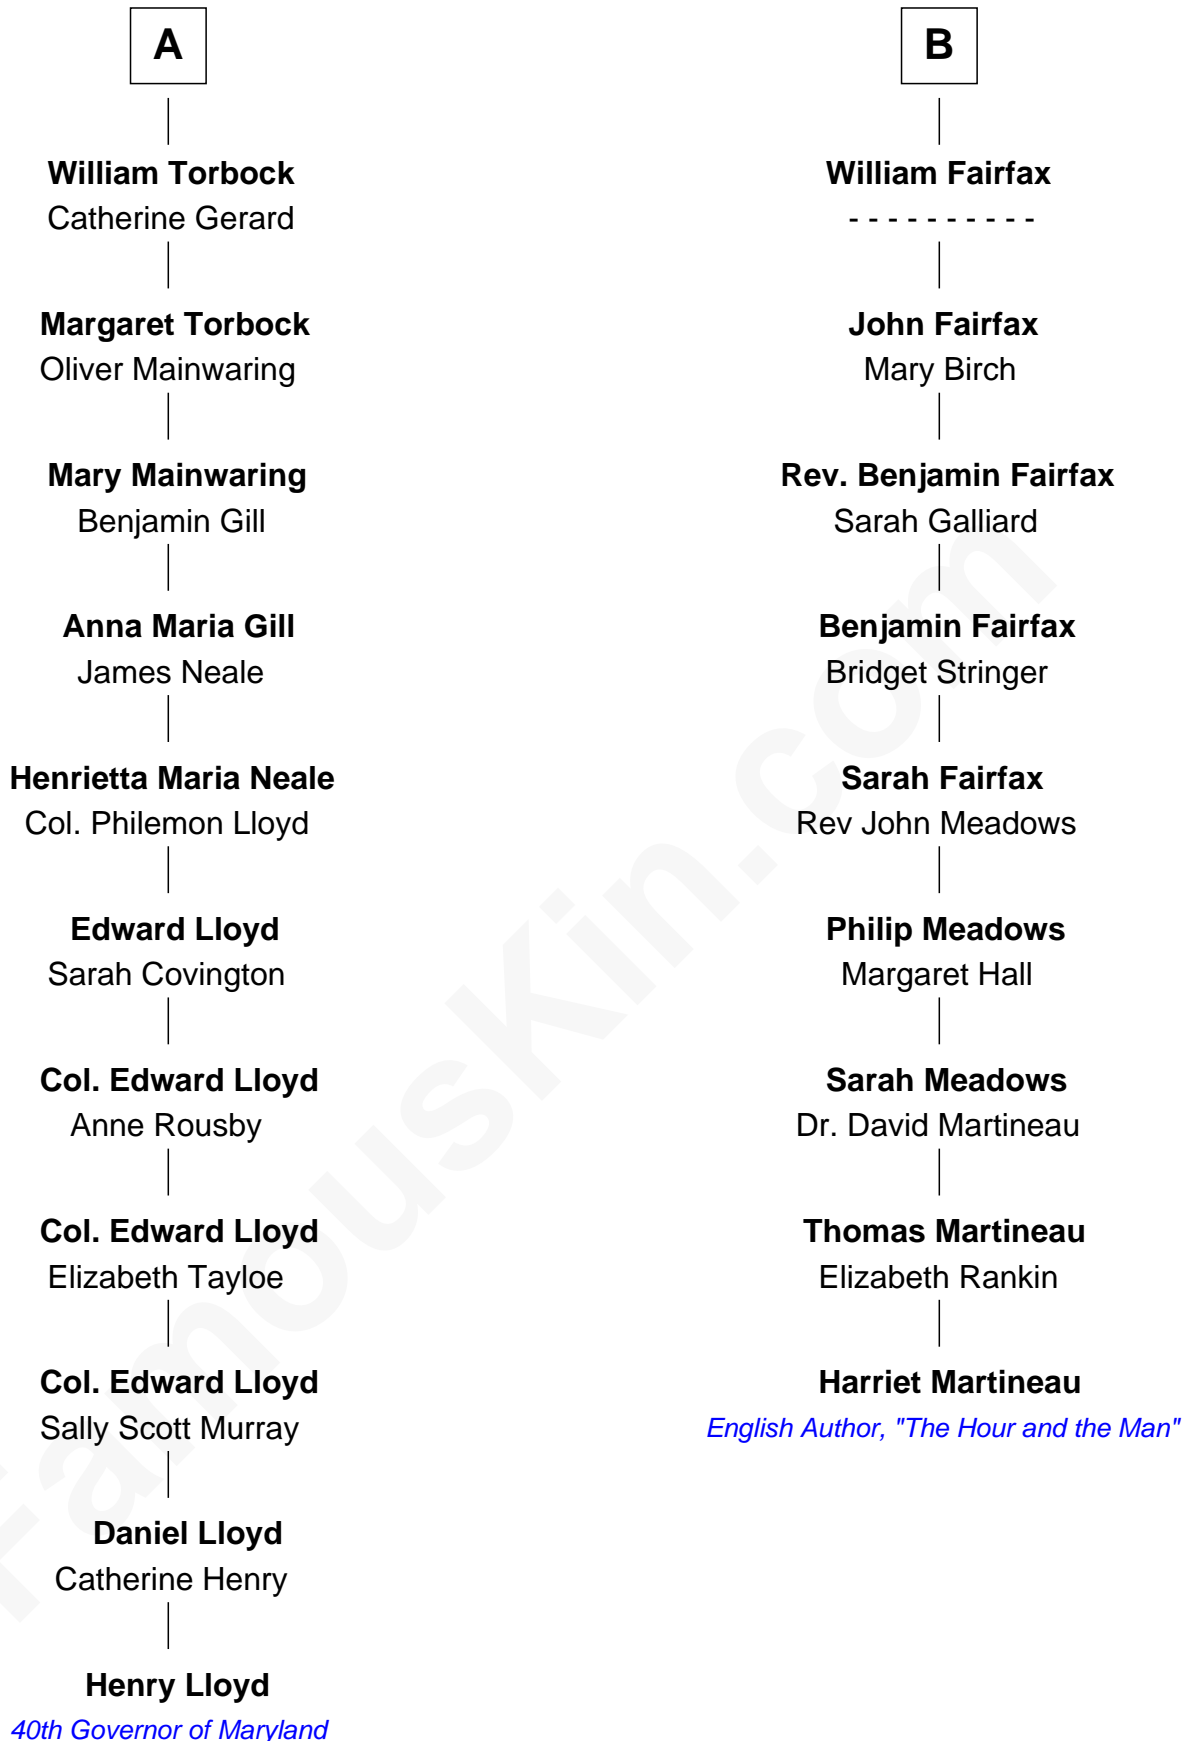 A
William Torbock
Catherine Gerard
Margaret Torbock
Oliver Mainwaring
Mary Mainwaring
Benjamin Gill
Anna Maria Gill
James Neale
Henrietta Maria Neale
Col. Philemon Lloyd
Edward Lloyd
Sarah Covington
Col. Edward Lloyd
Anne Rousby
Col. Edward Lloyd
Elizabeth Tayloe
Col. Edward Lloyd
Sally Scott Murray
Daniel Lloyd
Catherine Henry
Henry Lloyd
40th Governor of Maryland
B
William Fairfax
- - - - - - - - - -
John Fairfax
Mary Birch
Rev. Benjamin Fairfax
Sarah Galliard
Benjamin Fairfax
Bridget Stringer
Sarah Fairfax
Rev John Meadows
Philip Meadows
Margaret Hall
Sarah Meadows
Dr. David Martineau
Thomas Martineau
Elizabeth Rankin
Harriet Martineau
English Author, "The Hour and the Man"
FamousKin.com